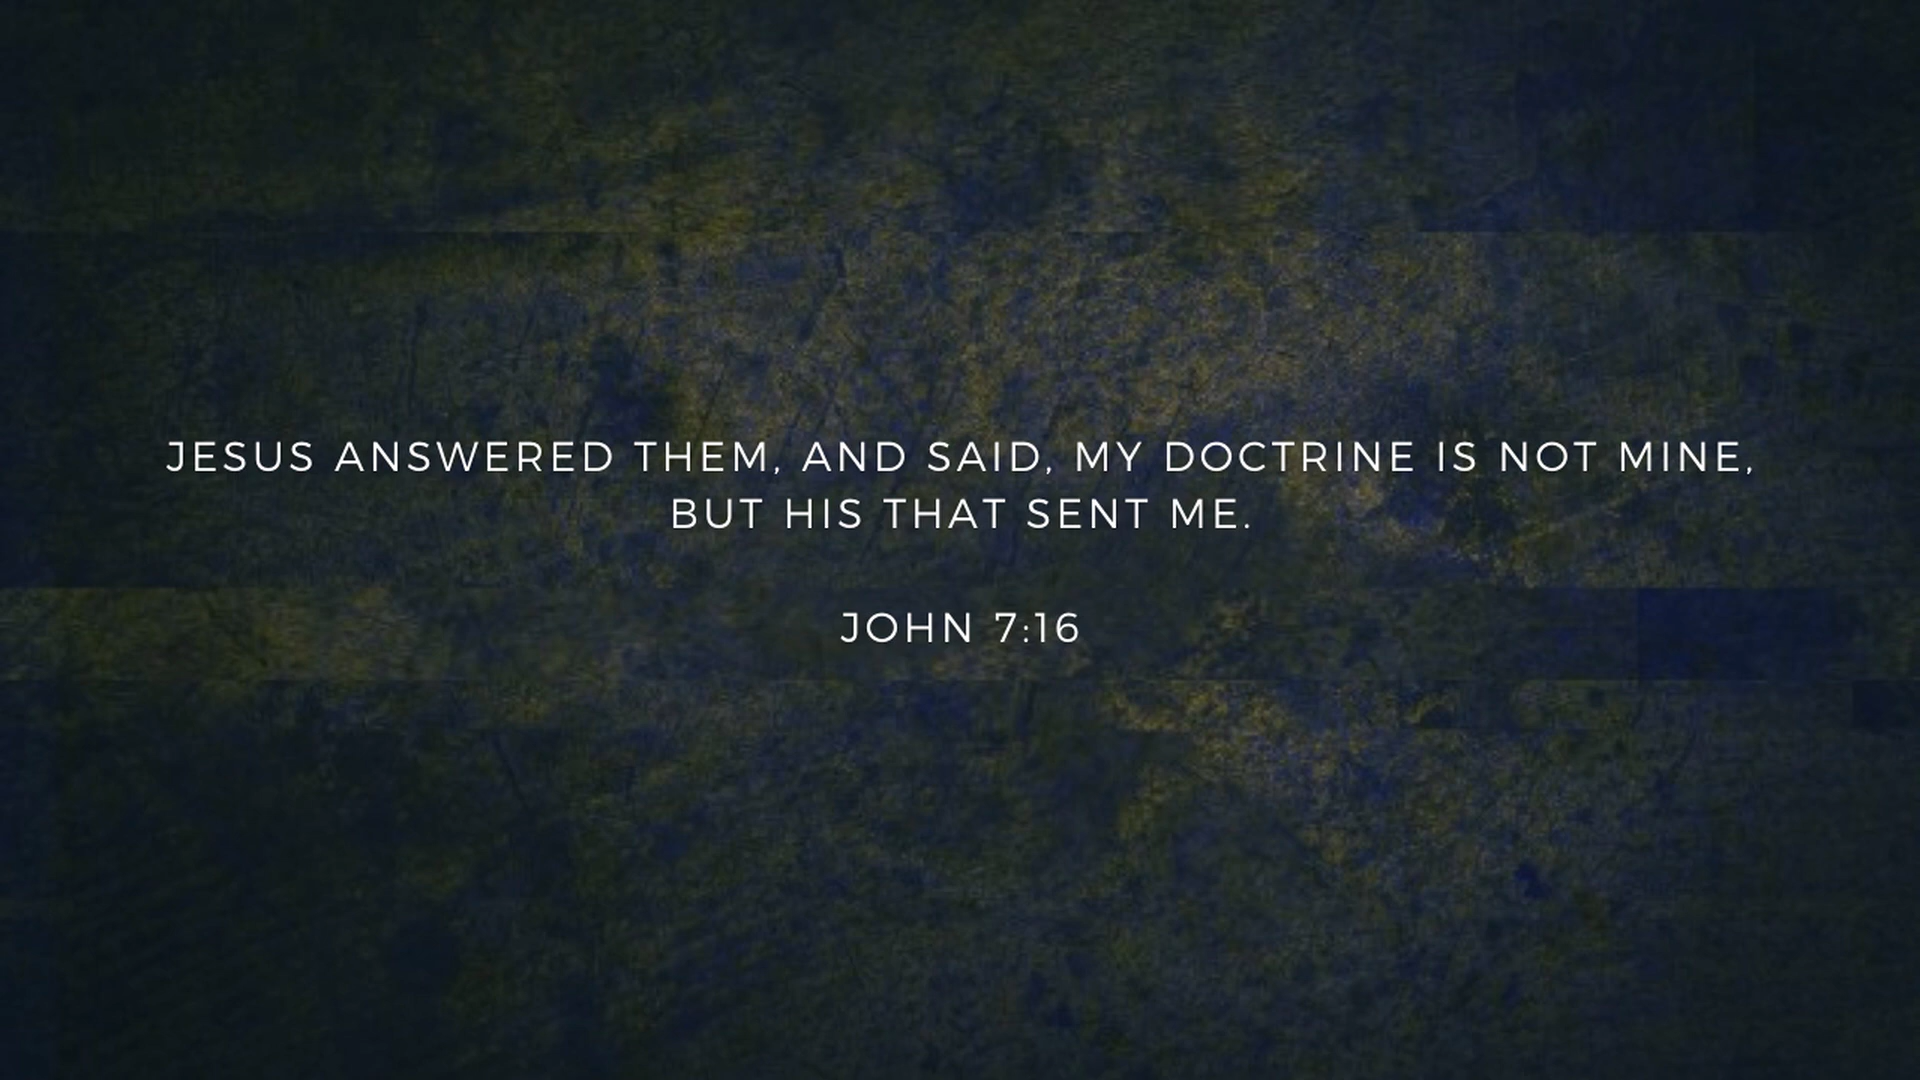 JESUS ANSWERED THEM, AND SAID, MY DOCTRINE IS NOT MINE,
BUT HIS THAT SENT ME.
JOHN 7:16